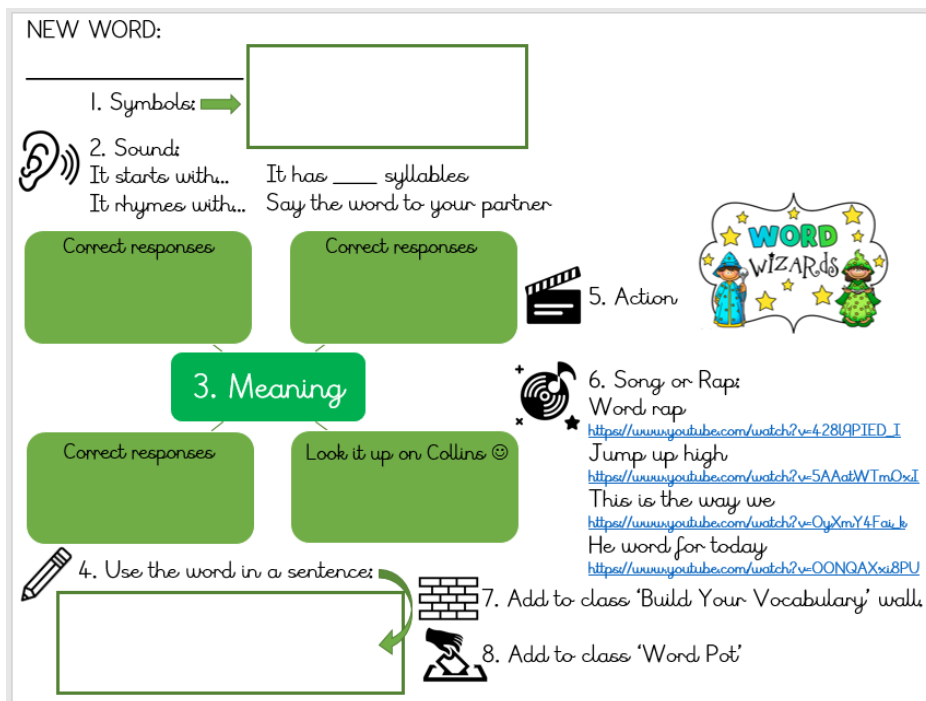 NEW WORD:
1. Symbols:
2. Sound:
It starts with...
It rhymes with...
It has ____ syllables
Say the word to your partner
Correct responses
Correct responses
3. Meaning
Correct responses
Look it up on Collins ☺
4. Use the word in a sentence:
5. Action
WORD
WIZARdS
6. Song or Rap:
Word rap
https://www.youtube.com/watch?v=428l9PIED_I
Jump up high
https://www.youtube.com/watch?v=5AAatWTmOxI
This is the way we
https://www.youtube.com/watch?v=OyXmY4Fai_k
He word for today
https://www.youtube.com/watch?v=OONQAXxi8PU
7. Add to class 'Build Your Vocabulary' wall.
8. Add to class 'Word Pot'